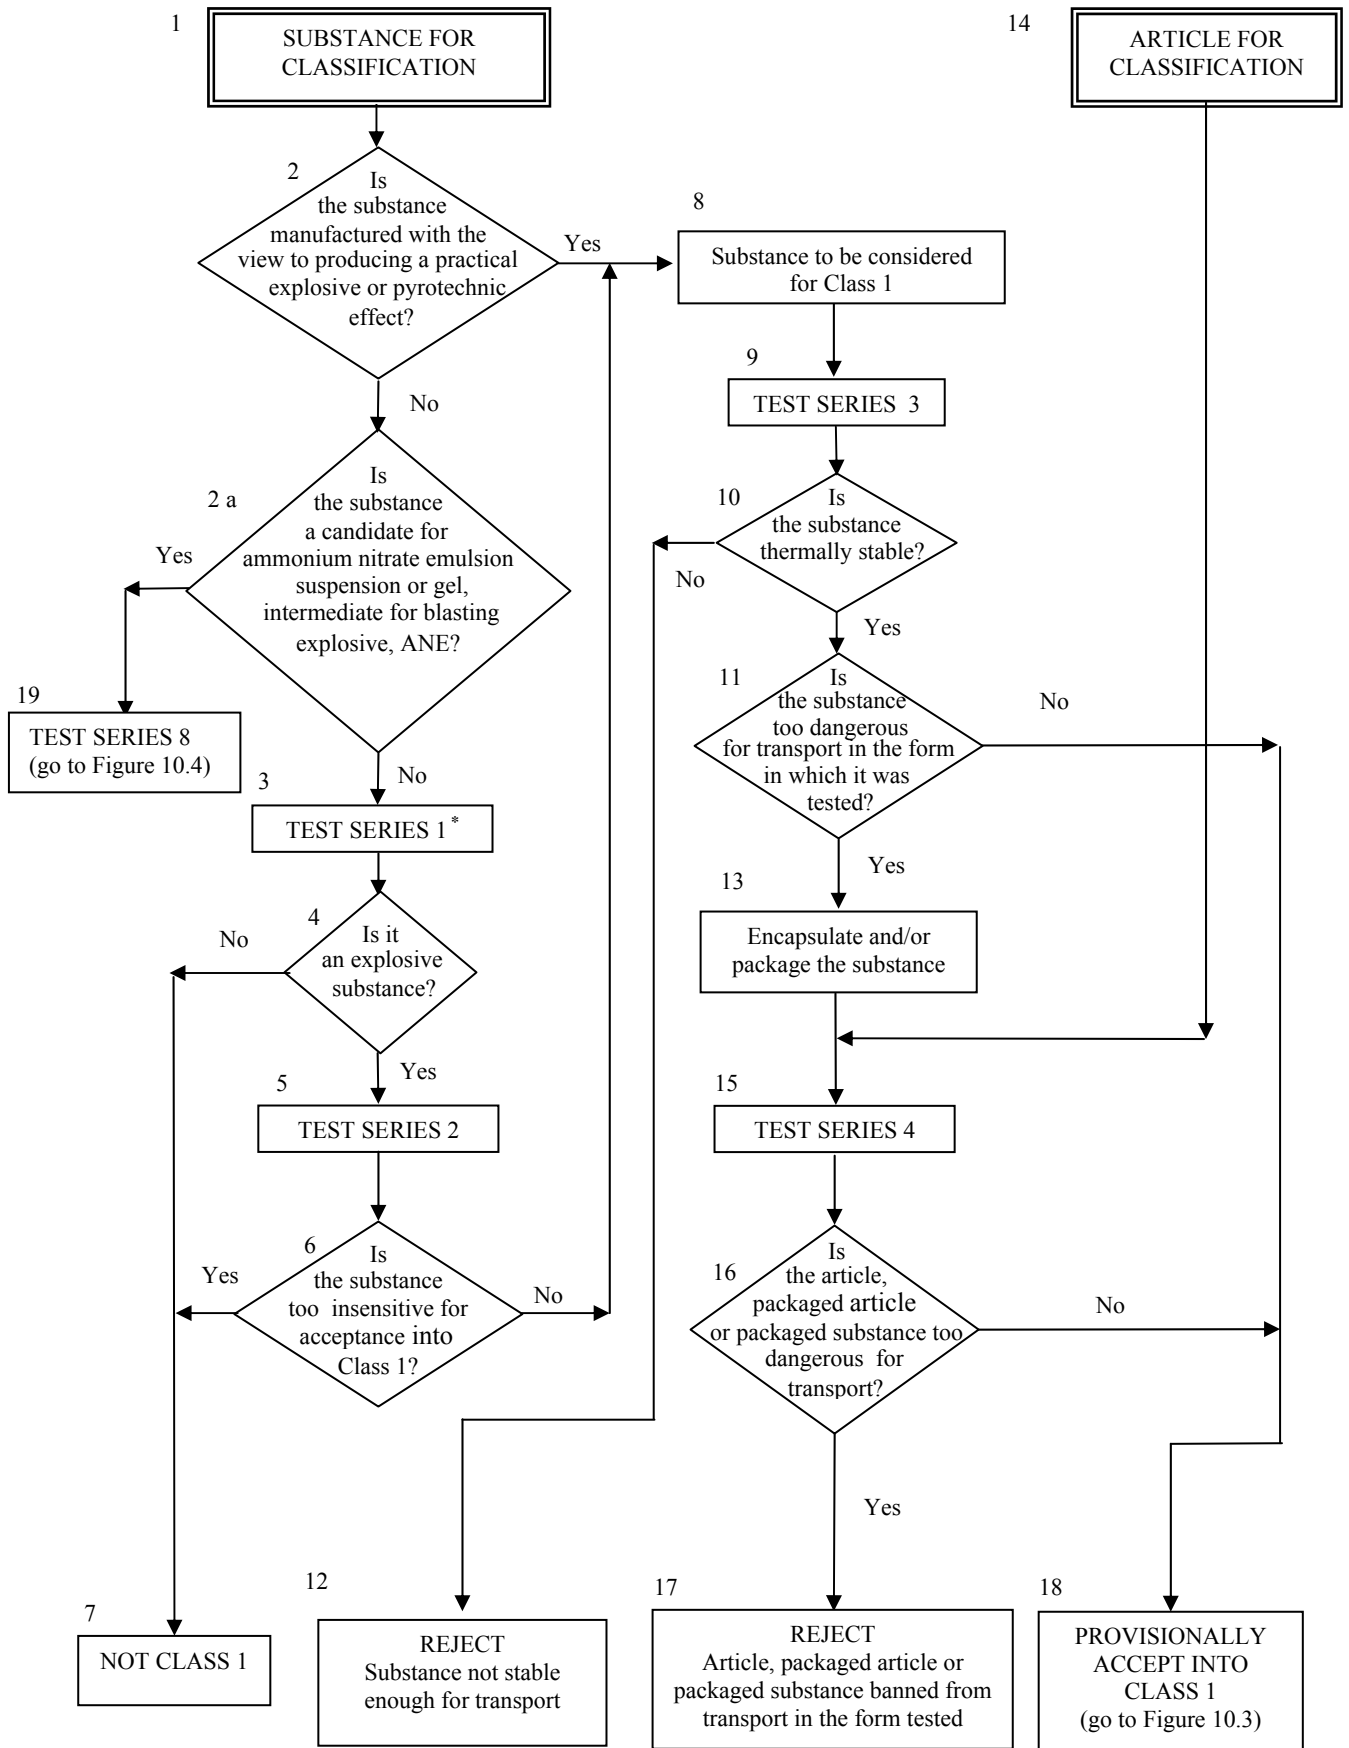 1
SUBSTANCE FOR
CLASSIFICATION
14
ARTICLE FOR
CLASSIFICATION
2
Is
the substance
manufactured with the
view to producing a practical
explosive or pyrotechnic
effect?
Yes
No
8
Substance to be considered
for Class 1
9
TEST SERIES 3
2 a
Is
the substance
a candidate for
ammonium nitrate emulsion
suspension or gel,
intermediate for blasting
explosive, ANE?
Yes
No
10
Is
the substance
thermally stable?
No
Yes
19
TEST SERIES 8
(go to Figure 10.4)
11
Is
the substance
too dangerous
for transport in the form
in which it was
tested?
No
Yes
3
TEST SERIES 1*
4
Is it
an explosive
substance?
No
Yes
13
Encapsulate and/or
package the substance
5
TEST SERIES 2
15
TEST SERIES 4
6
Is
the substance
too insensitive for
acceptance into
Class 1?
Yes
No
16
Is
the article,
packaged article
or packaged substance too
dangerous for
transport?
No
Yes
7
NOT CLASS 1
12
REJECT
Substance not stable
enough for transport
17
REJECT
Article, packaged article or
packaged substance banned from
transport in the form tested
18
PROVISIONALLY
ACCEPT INTO
CLASS 1
(go to Figure 10.3)